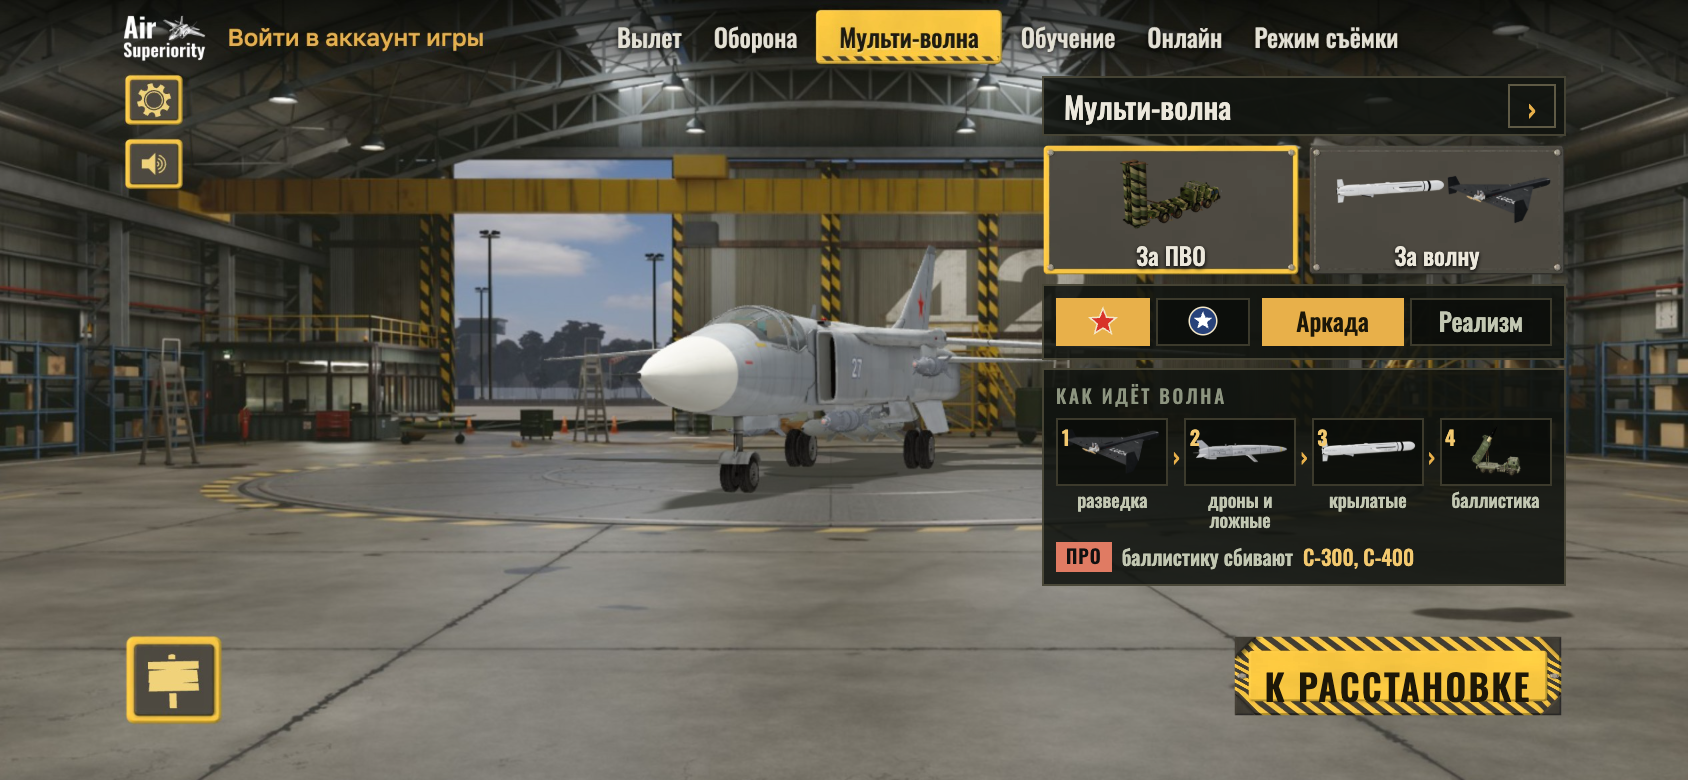 Air
Superiority
Войти в аккаунт игры
Вылет
Оборона
Мульти-волна
Обучение
Онлайн
Режим съёмки
Мульти-волна
За ПВО
За волну
Аркада
Реализм
КАК ИДЁТ ВОЛНА
1
2
3
4
разведка
дроны и
ложные
крылатые
баллистика
ПРО баллистику сбивают С-300, С-400
27
12
К РАССТАНОВКЕ